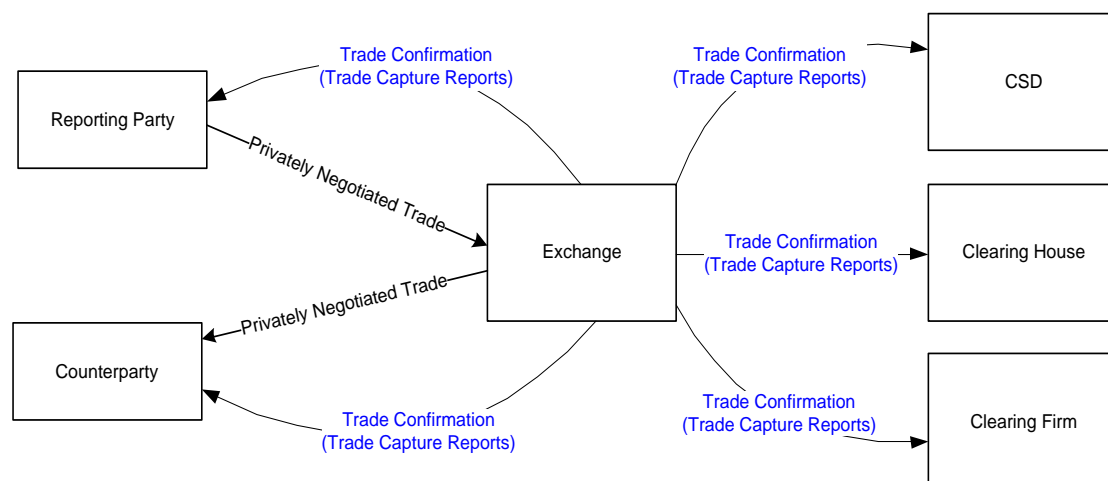 Trade Confirmation
(Trade Capture Reports)
Trade Confirmation
(Trade Capture Reports)
CSD
Reporting Party
Privately Negotiated Trade
Exchange
Trade Confirmation
(Trade Capture Reports)
Clearing House
Privately Negotiated Trade
Counterparty
Trade Confirmation
(Trade Capture Reports)
Trade Confirmation
(Trade Capture Reports)
Clearing Firm